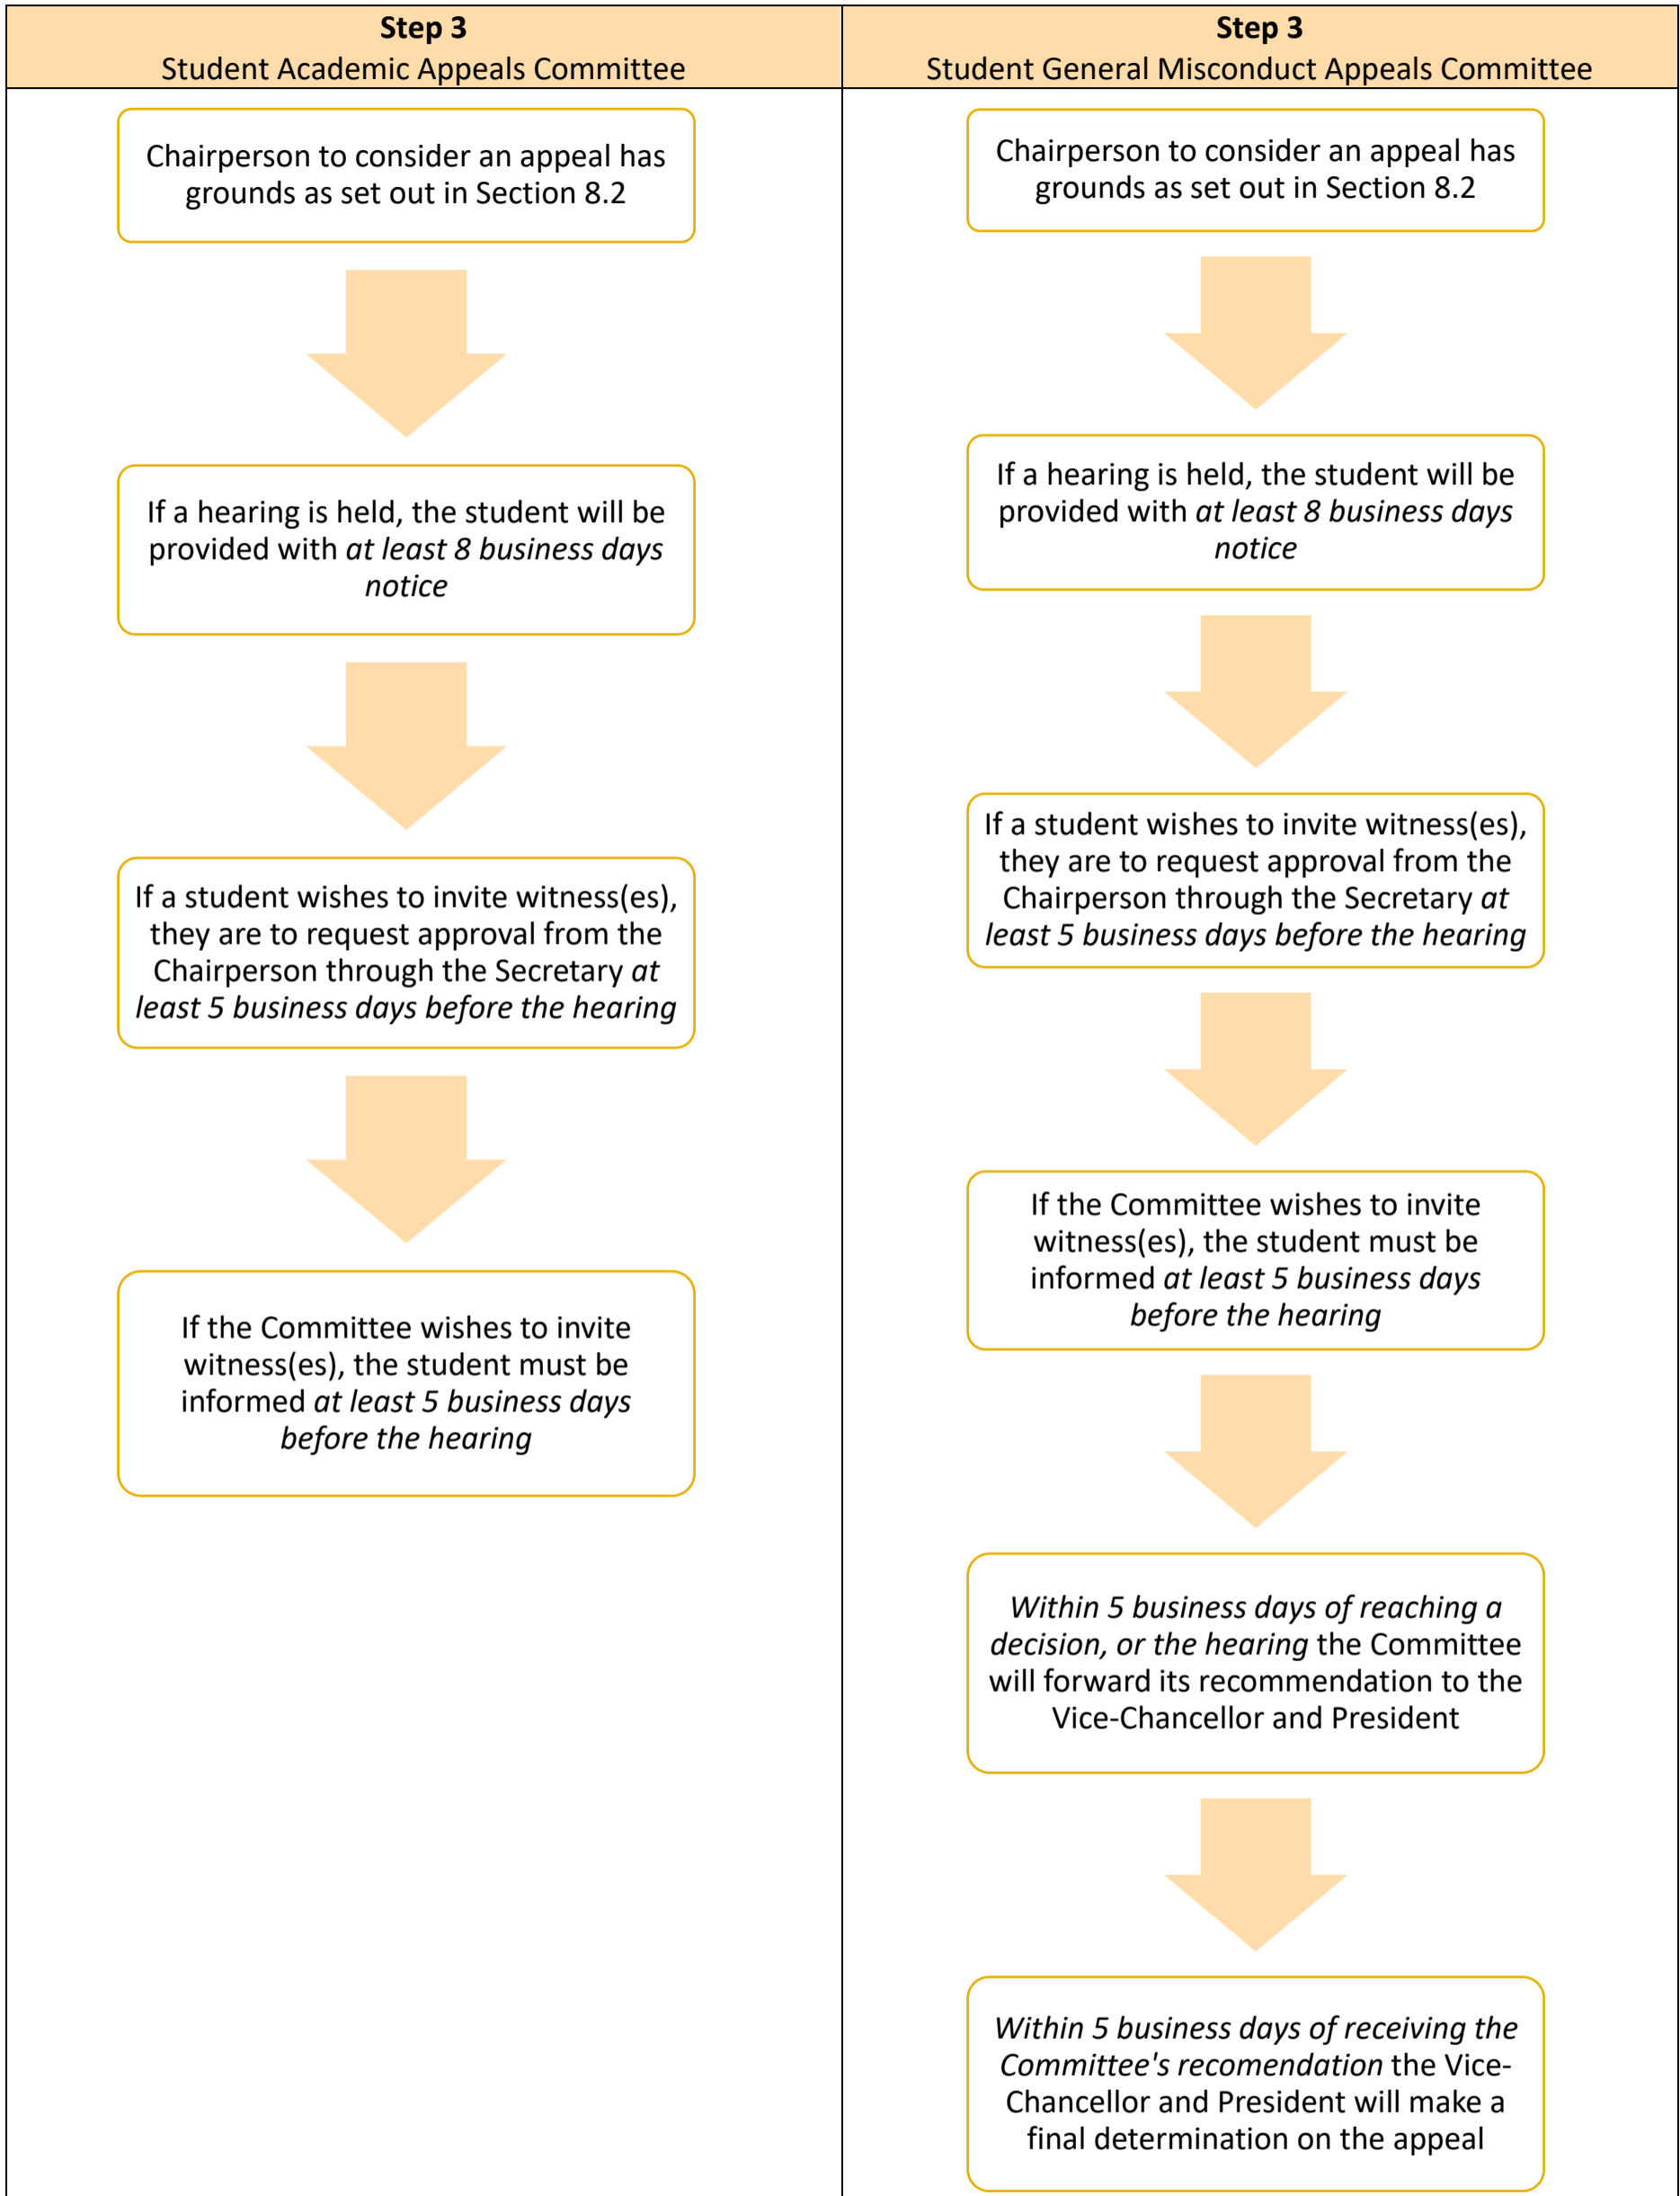 Step 3
Student Academic Appeals Committee
Chairperson to consider an appeal has
grounds as set out in Section 8.2
If a hearing is held, the student will be
provided with at least 8 business days
notice
If a student wishes to invite witness(es),
they are to request approval from the
Chairperson through the Secretary at
least 5 business days before the hearing
If the Committee wishes to invite
witness(es), the student must be
informed at least 5 business days
before the hearing
Step 3
Student General Misconduct Appeals Committee
Chairperson to consider an appeal has
grounds as set out in Section 8.2
If a hearing is held, the student will be
provided with at least 8 business days
notice
If a student wishes to invite witness(es),
they are to request approval from the
Chairperson through the Secretary at
least 5 business days before the hearing
If the Committee wishes to invite
witness(es), the student must be
informed at least 5 business days
before the hearing
Within 5 business days of reaching a
decision, or the hearing the Committee
will forward its recommendation to the
Vice-Chancellor and President
Within 5 business days of receiving the
Committee's recomendation the Vice-
Chancellor and President will make a
final determination on the appeal